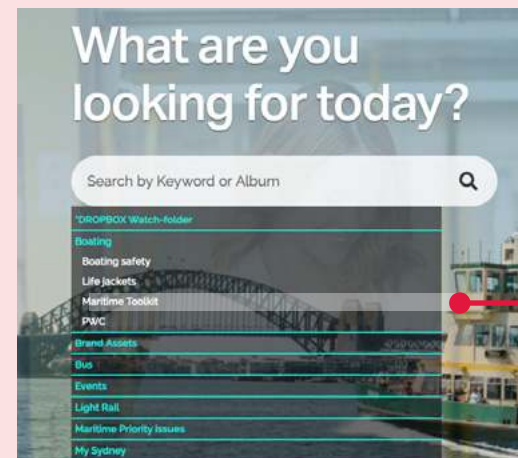 What are you
looking for today?
Search by Keyword or Album
*DROPBOX Watch-folder
Boating
Boating safety
Life jackets
Maritime Toolkit
PWC
Brand Assets
Bus
Events
Light Rail
Maritime Priority Issues
My Sydney